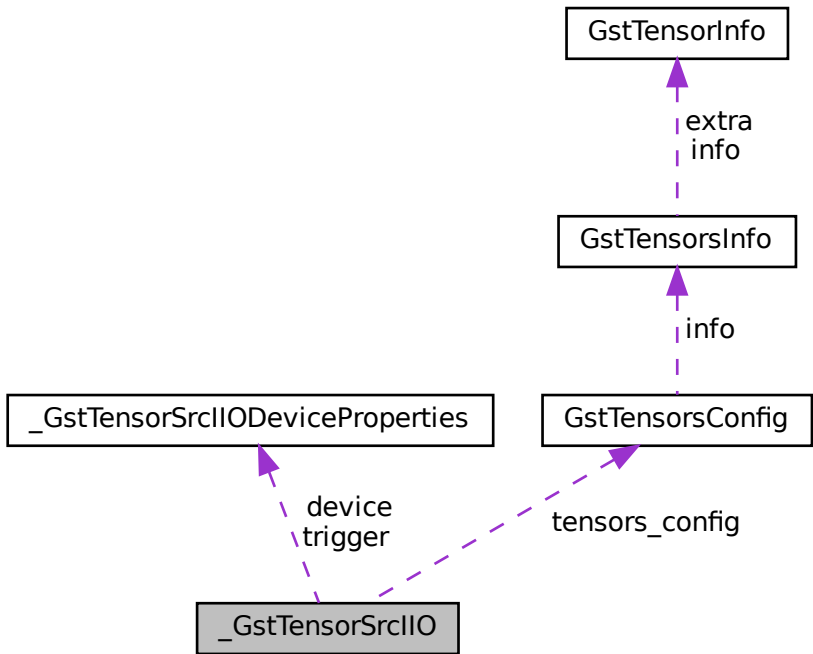 GstTensorInfo
extra
info
GstTensorsInfo
info
_GstTensorSrcIIODeviceProperties
GstTensorsConfig
device
trigger
tensors_config
_GstTensorSrcIIO